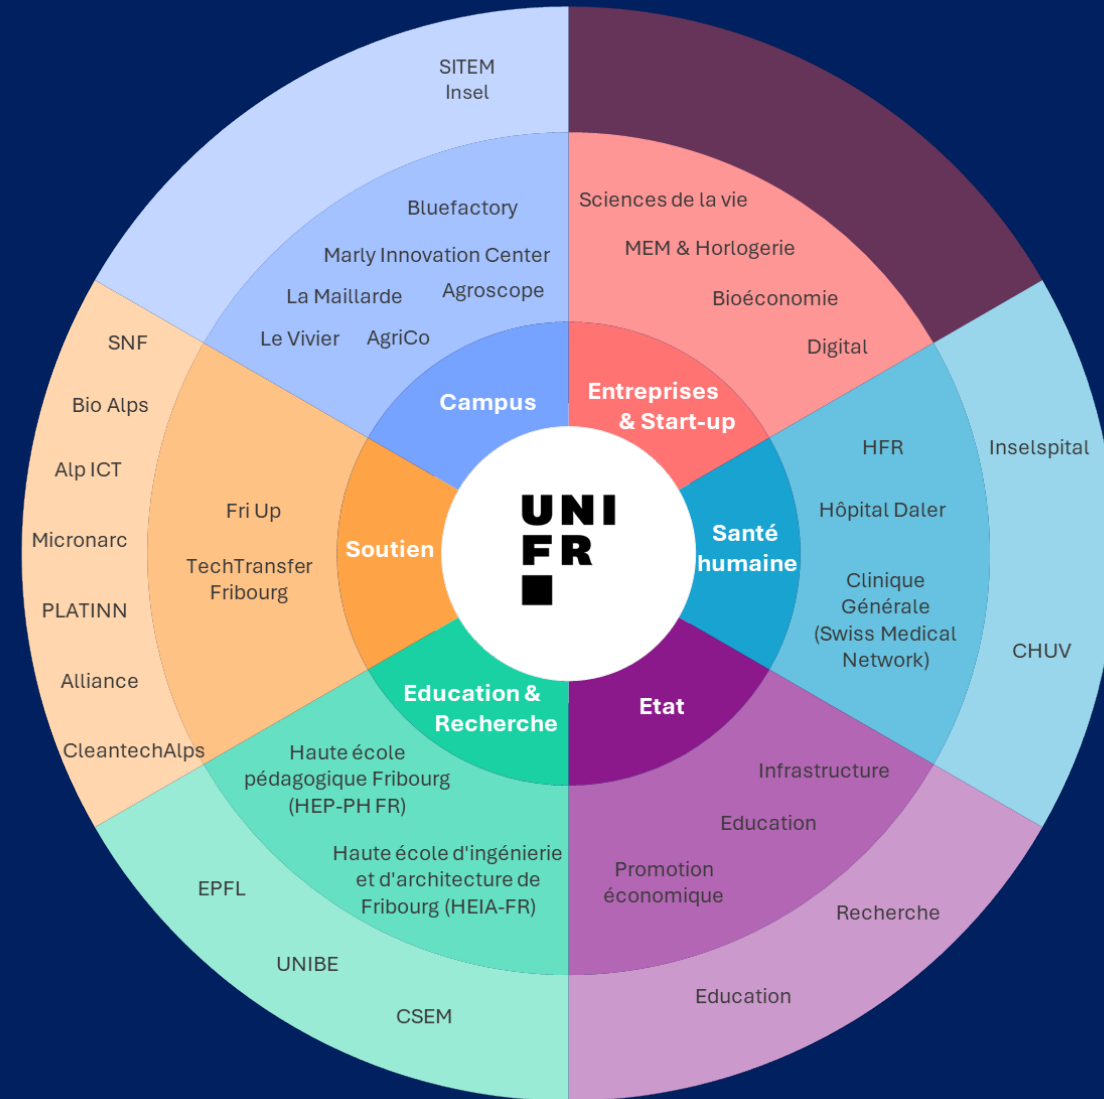 SITEM
Insel
Bluefactory
Marly Innovation Center
La Maillarde
Agroscope
Le Vivier
AgriCo
Campus
Sciences de la vie
MEM & Horlogerie
Bioéconomie
Digital
Entreprises
& Start-up
HFR
Hôpital Daler
Clinique
Générale
(Swiss Medical
Network)
Inselspital
CHUV
Santé
humaine
Etat
Infrastructure
Education
Promotion
économique
Recherche
Education
Education &
Recherche
Haute école
pédagogique Fribourg
(HEP-PH FR)
Haute école d'ingénierie
et d'architecture de
Fribourg (HEIA-FR)
EPFL
UNIBE
CSEM
Soutien
Fri Up
TechTransfer
Fribourg
SNF
Bio Alps
Alp ICT
Micronarc
PLATINN
Alliance
CleantechAlps
UNI
FR